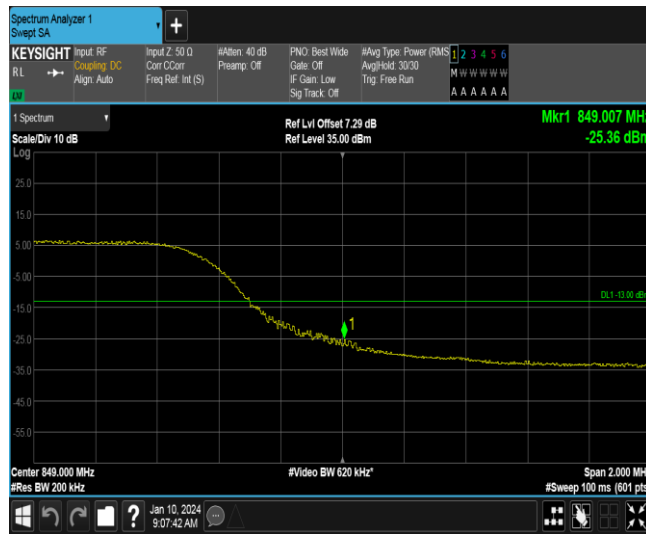 Spectrum Analyzer 1
Swept SA
+
KEYSIGHT
RL
Input: RF
Coupling: DC
Align: Auto
Input Z: 50 Ω
Corr CCorr
Freq Ref: Int (S)
#Atten: 40 dB
Preamp: Off
PNO: Best Wide
Gate: Off
IF Gain: Low
Sig Track: Off
#Avg Type: Power (RMS
Avg|Hold: 30/30
Trig: Free Run
1 2 3 4 5 6
M W W W W W
A A A A A A
1 Spectrum
Scale/Div 10 dB
Log
Ref Lvl Offset 7.29 dB
Ref Level 35.00 dBm
Mkr1 849.007 MHz
-25.36 dBm
25.0
15.0
5.00
-5.00
-15.0
-25.0
-35.0
-45.0
-55.0
DL1 -13.00 dBm
1
Center 849.000 MHz
#Res BW 200 kHz
#Video BW 620 kHz*
Span 2.000 MH
#Sweep 100 ms (601 pts
?
Jan 10, 2024
9:07:42 AM